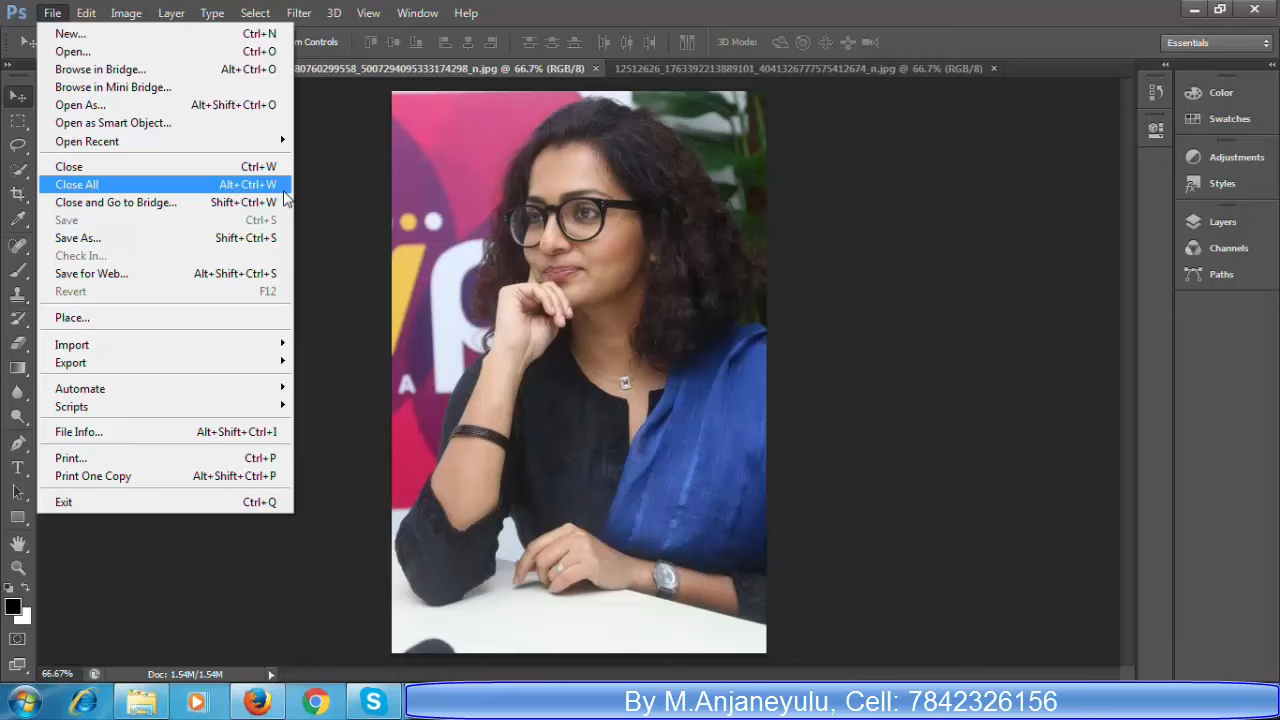 Ps File Edit Image Layer Type Select Filter 3D View Window Help
m Controls 3D Mode: Essentials
80760299558_5007294095333174298_n.jpg @ 66.7% (RGB/8) × 12512626_1763392213889101_4041326777575412674_n.jpg @ 66.7% (RGB/8) ×
New... Ctrl+N
Open... Ctrl+O
Browse in Bridge... Alt+Ctrl+O
Browse in Mini Bridge...
Open As... Alt+Shift+Ctrl+O
Open as Smart Object...
Open Recent
Close Ctrl+W
Close All Alt+Ctrl+W
Close and Go to Bridge... Shift+Ctrl+W
Save Ctrl+S
Save As... Shift+Ctrl+S
Check In...
Save for Web... Alt+Shift+Ctrl+S
Revert F12
Place...
Import
Export
Automate
Scripts
File Info... Alt+Shift+Ctrl+I
Print... Ctrl+P
Print One Copy Alt+Shift+Ctrl+P
Exit Ctrl+Q
A
Color
Swatches
Adjustments
Styles
Layers
Channels
Paths
66.67% Doc: 1.54M/1.54M
By M.Anjaneyulu, Cell: 7842326156